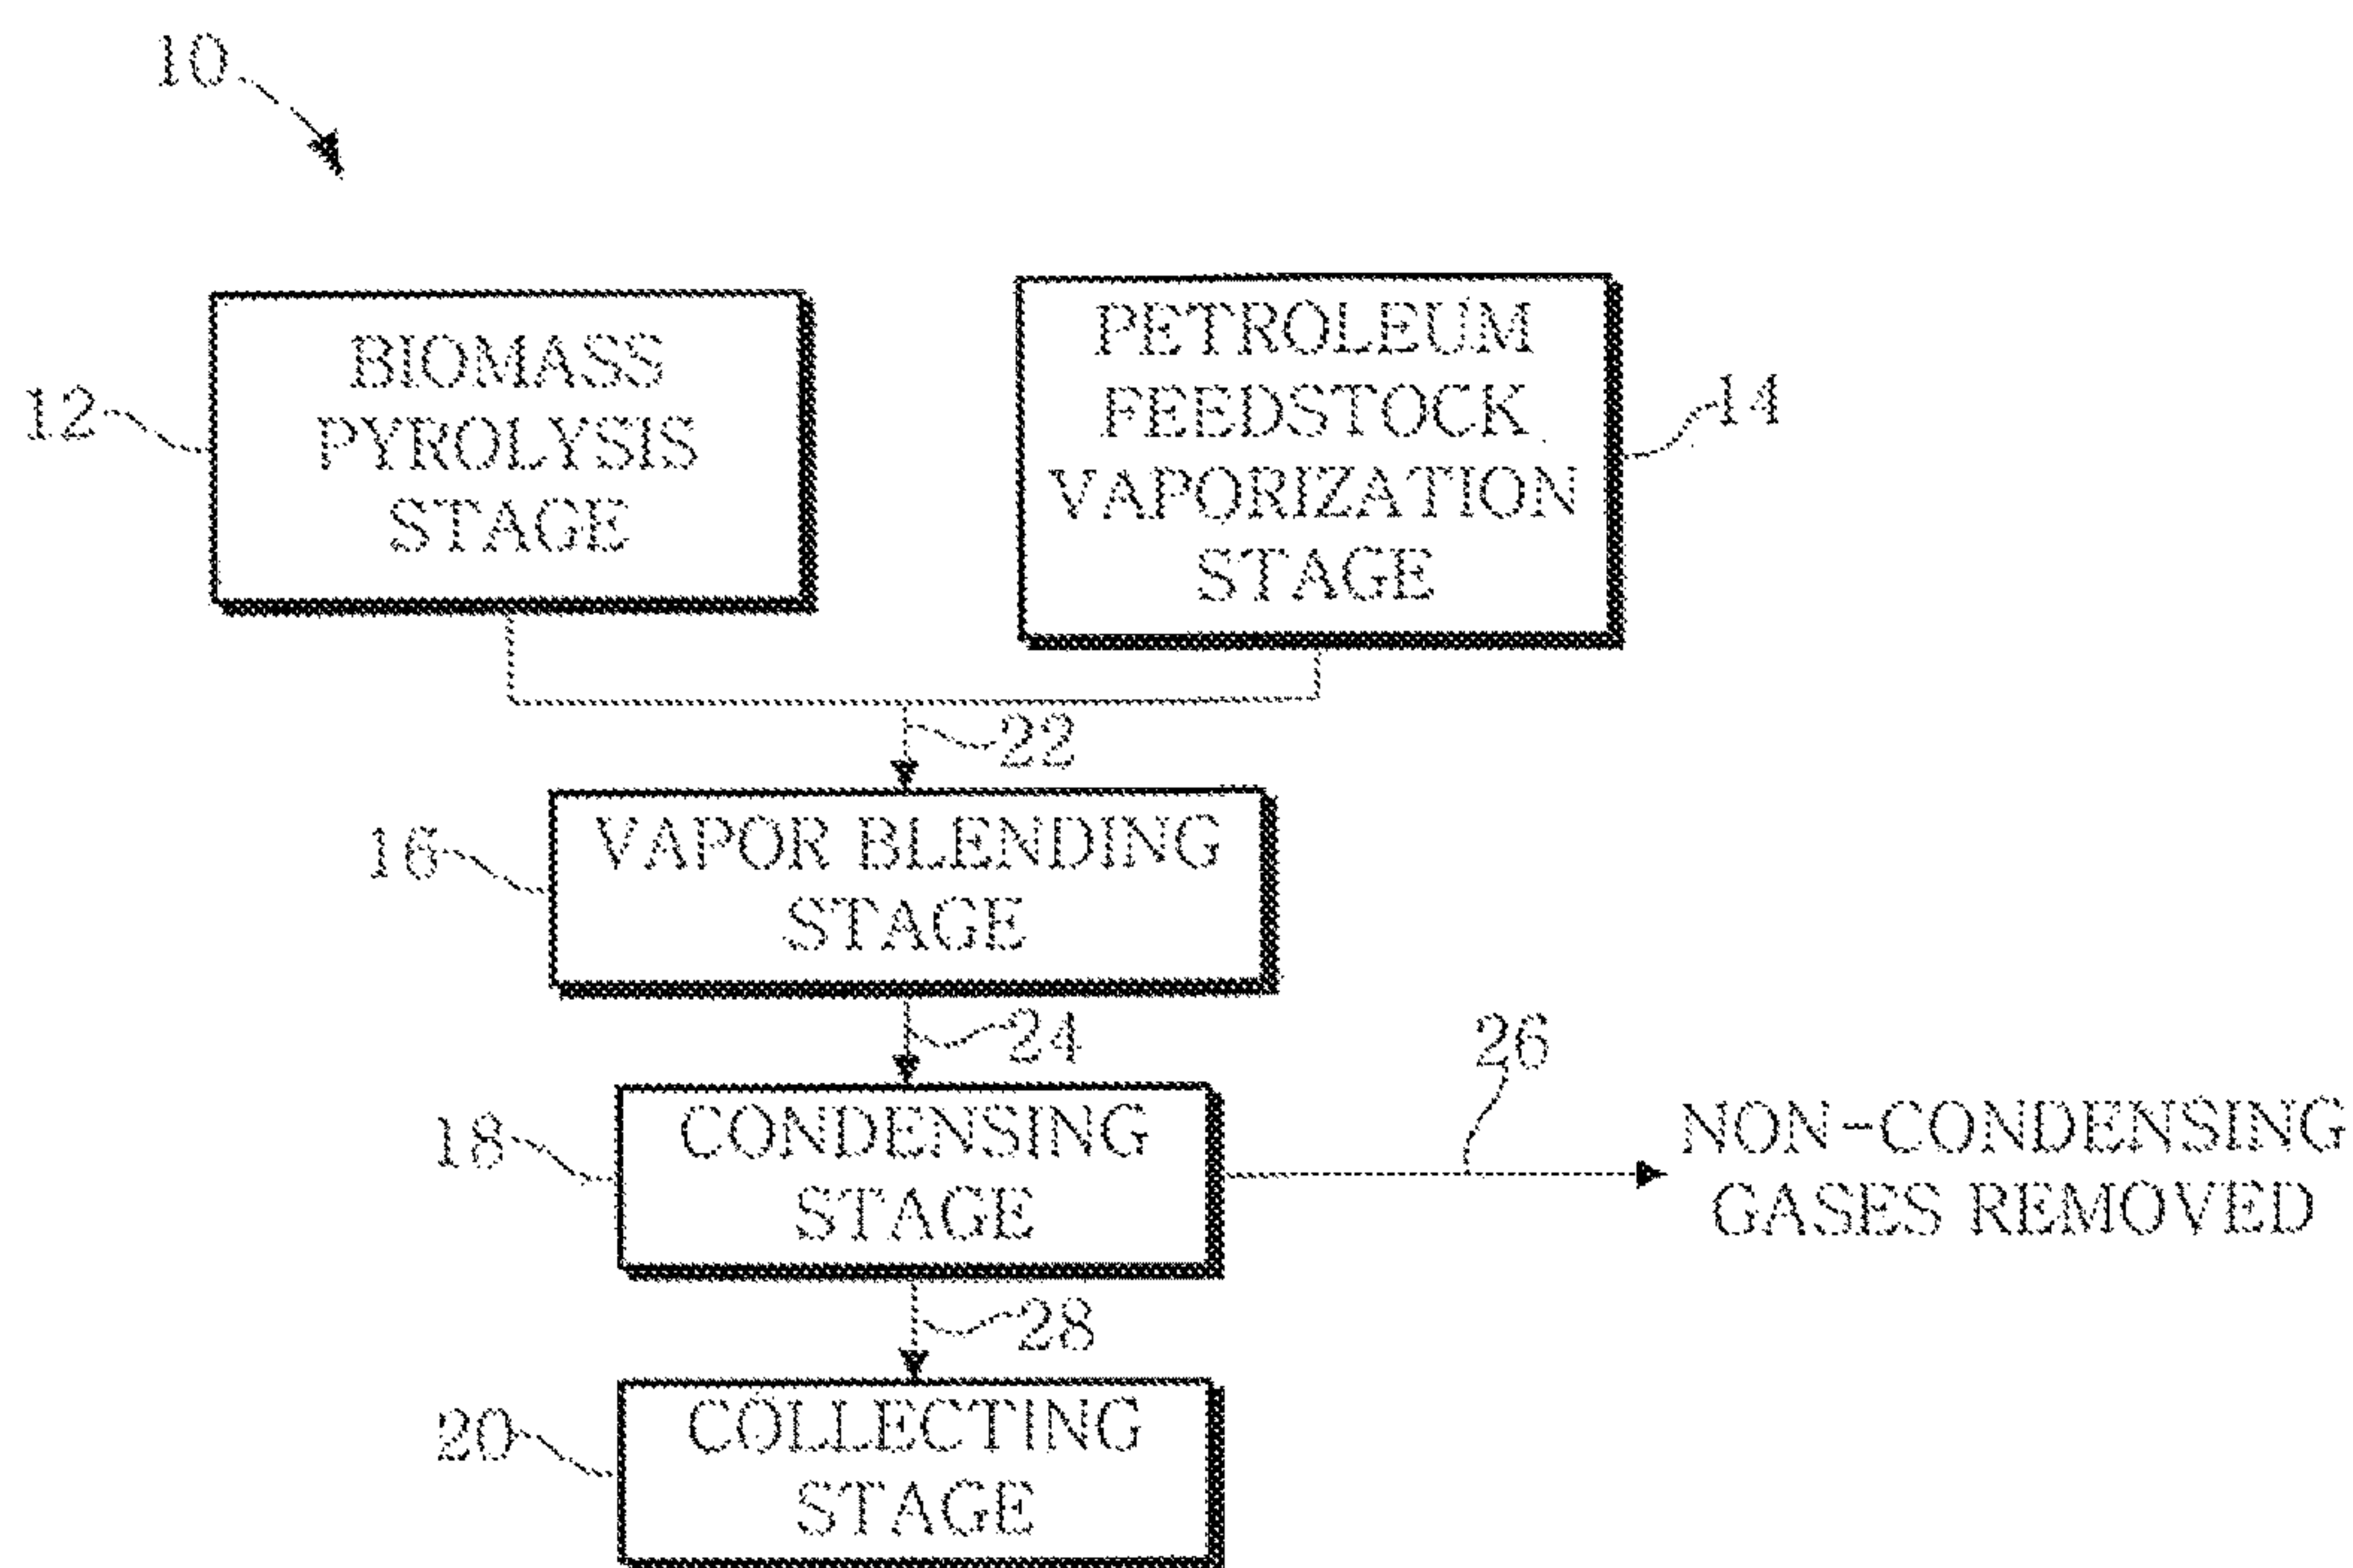 10
BIOMASS
PYROLYSIS
STAGE
12
PETROLEUM
FEEDSTOCK
VAPORIZATION
STAGE
14
22
VAPOR BLENDING
STAGE
16
24
CONDENSING
STAGE
18
26
NON-CONDENSING
GASES REMOVED
28
COLLECTING
STAGE
20